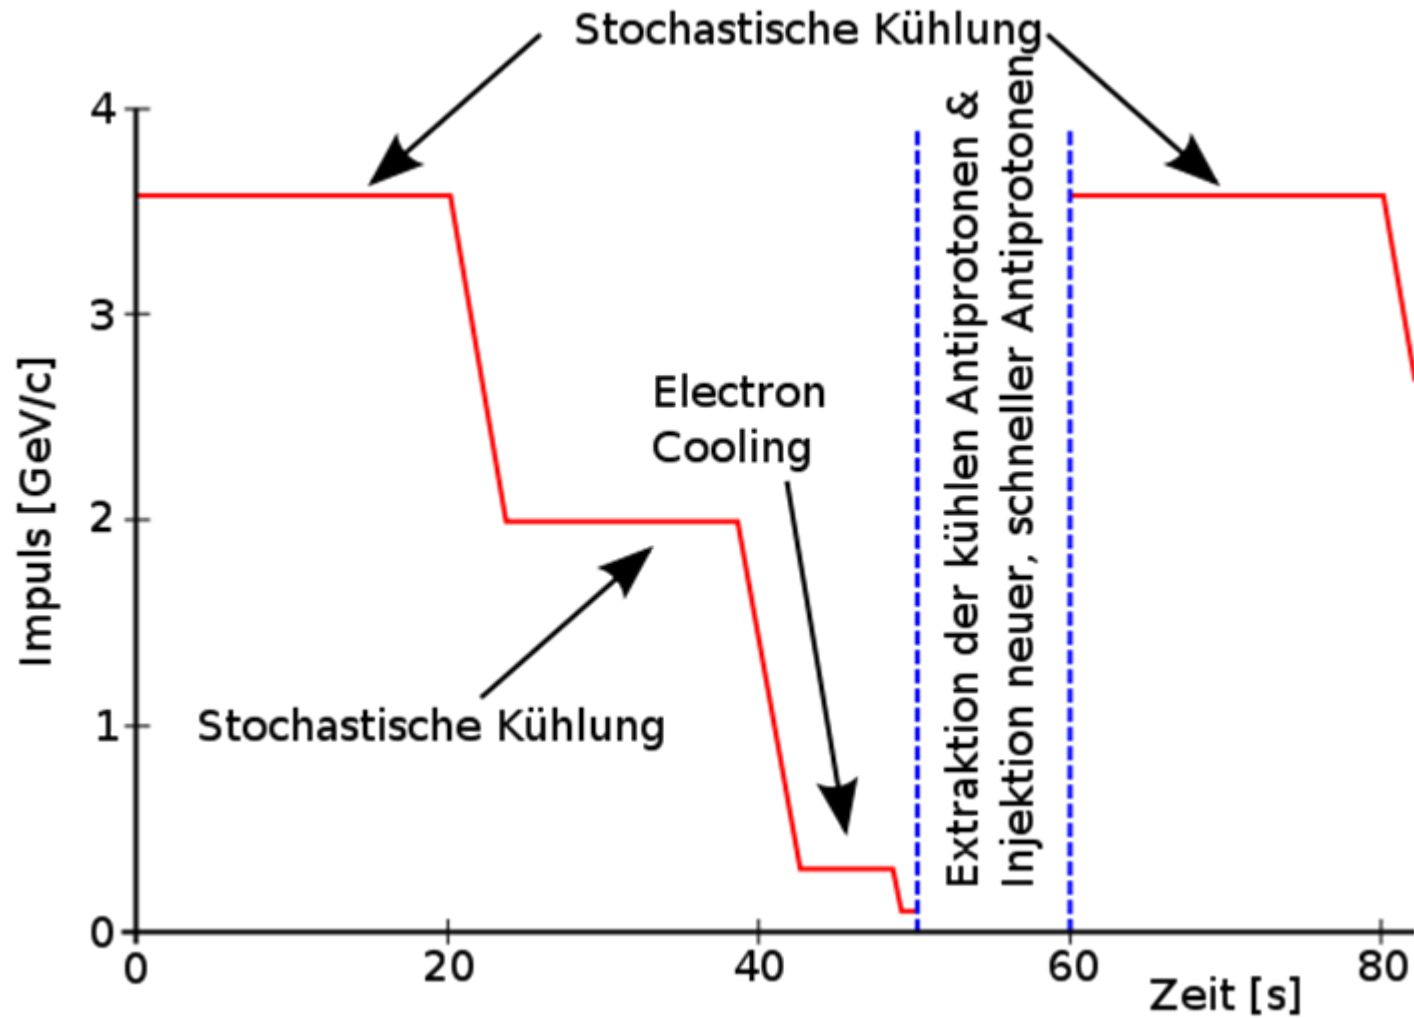 Stochastische Kühlung
4
3
2
1
0
Impuls [GeV/c]
Electron
Cooling
Stochastische Kühlung
Extraktion der kühlen Antiprotonen &
Injektion neuer, schneller Antiprotonen
0
20
40
60
80
Zeit [s]